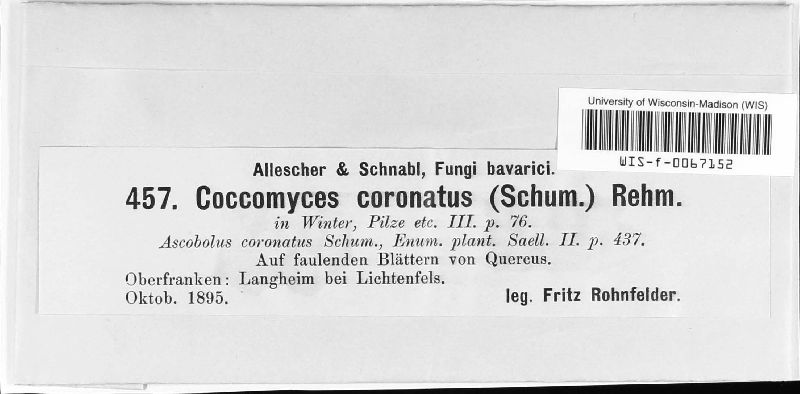 University of Wisconsin-Madison (WIS)
WIS-f-0067152
Allescher & Schnabl, Fungi bavarici.
457. Coccomyces coronatus (Schum.) Rehm.
in Winter, Pilze etc. III. p. 76.
Ascobolus coronatus Schum., Enum. plant. Saell. II. p. 437.
Auf faulenden Blättern von Quercus.
Oberfranken: Langheim bei Lichtenfels.
Oktob. 1895. leg. Fritz Rohnfelder.